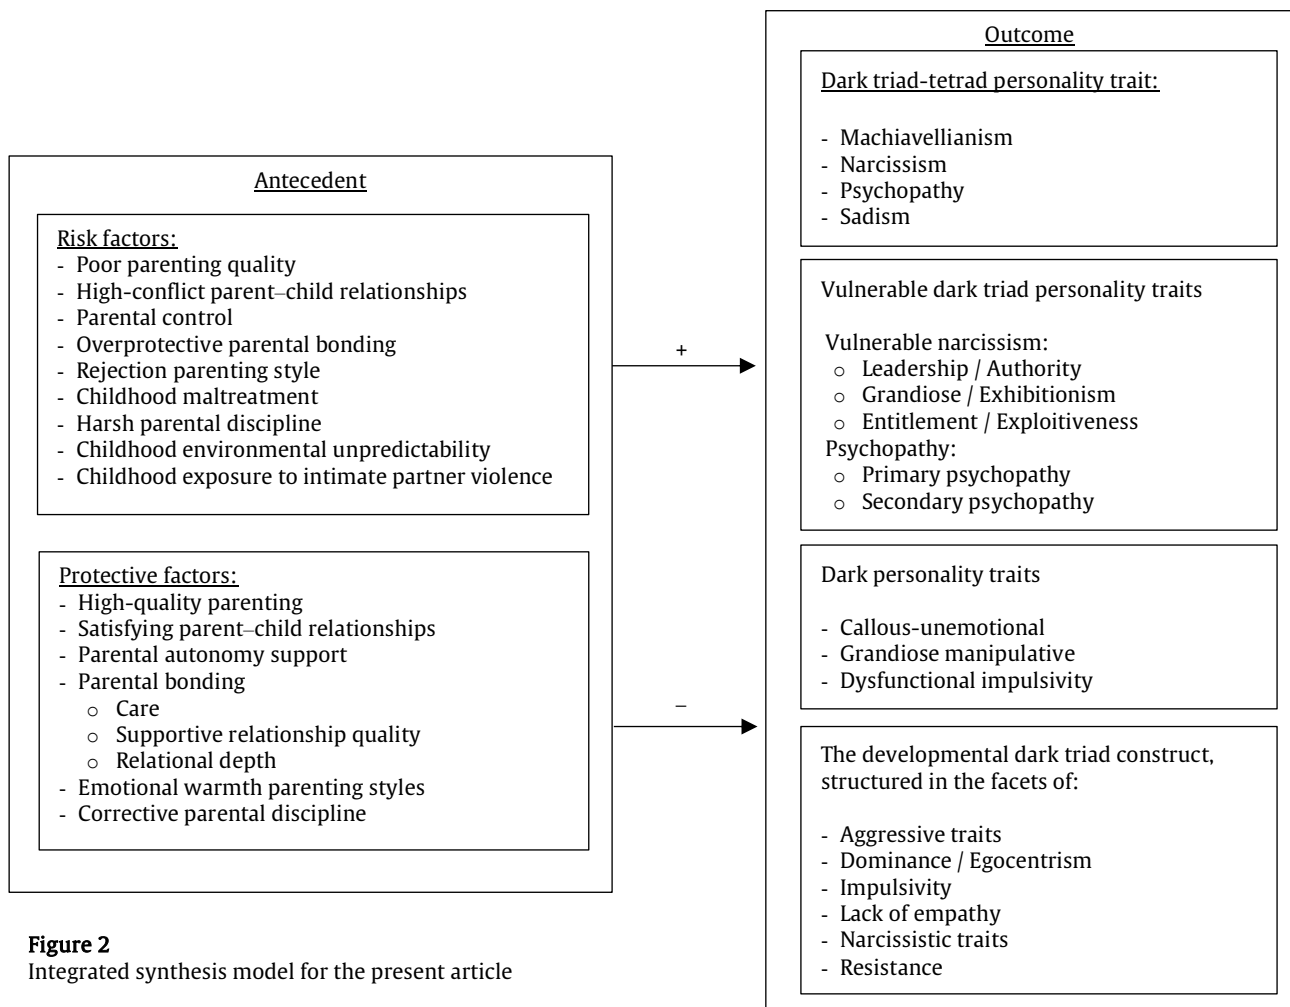 Antecedent
Risk factors:
- Poor parenting quality
- High-conflict parent–child relationships
- Parental control
- Overprotective parental bonding
- Rejection parenting style
- Childhood maltreatment
- Harsh parental discipline
- Childhood environmental unpredictability
- Childhood exposure to intimate partner violence
Protective factors:
- High-quality parenting
- Satisfying parent–child relationships
- Parental autonomy support
- Parental bonding
o Care
o Supportive relationship quality
o Relational depth
- Emotional warmth parenting styles
- Corrective parental discipline
+
–
Outcome
Dark triad-tetrad personality trait:
- Machiavellianism
- Narcissism
- Psychopathy
- Sadism
Vulnerable dark triad personality traits
Vulnerable narcissism:
o Leadership / Authority
o Grandiose / Exhibitionism
o Entitlement / Exploitiveness
Psychopathy:
o Primary psychopathy
o Secondary psychopathy
Dark personality traits
- Callous-unemotional
- Grandiose manipulative
- Dysfunctional impulsivity
The developmental dark triad construct,
structured in the facets of:
- Aggressive traits
- Dominance / Egocentrism
- Impulsivity
- Lack of empathy
- Narcissistic traits
- Resistance
Figure 2
Integrated synthesis model for the present article